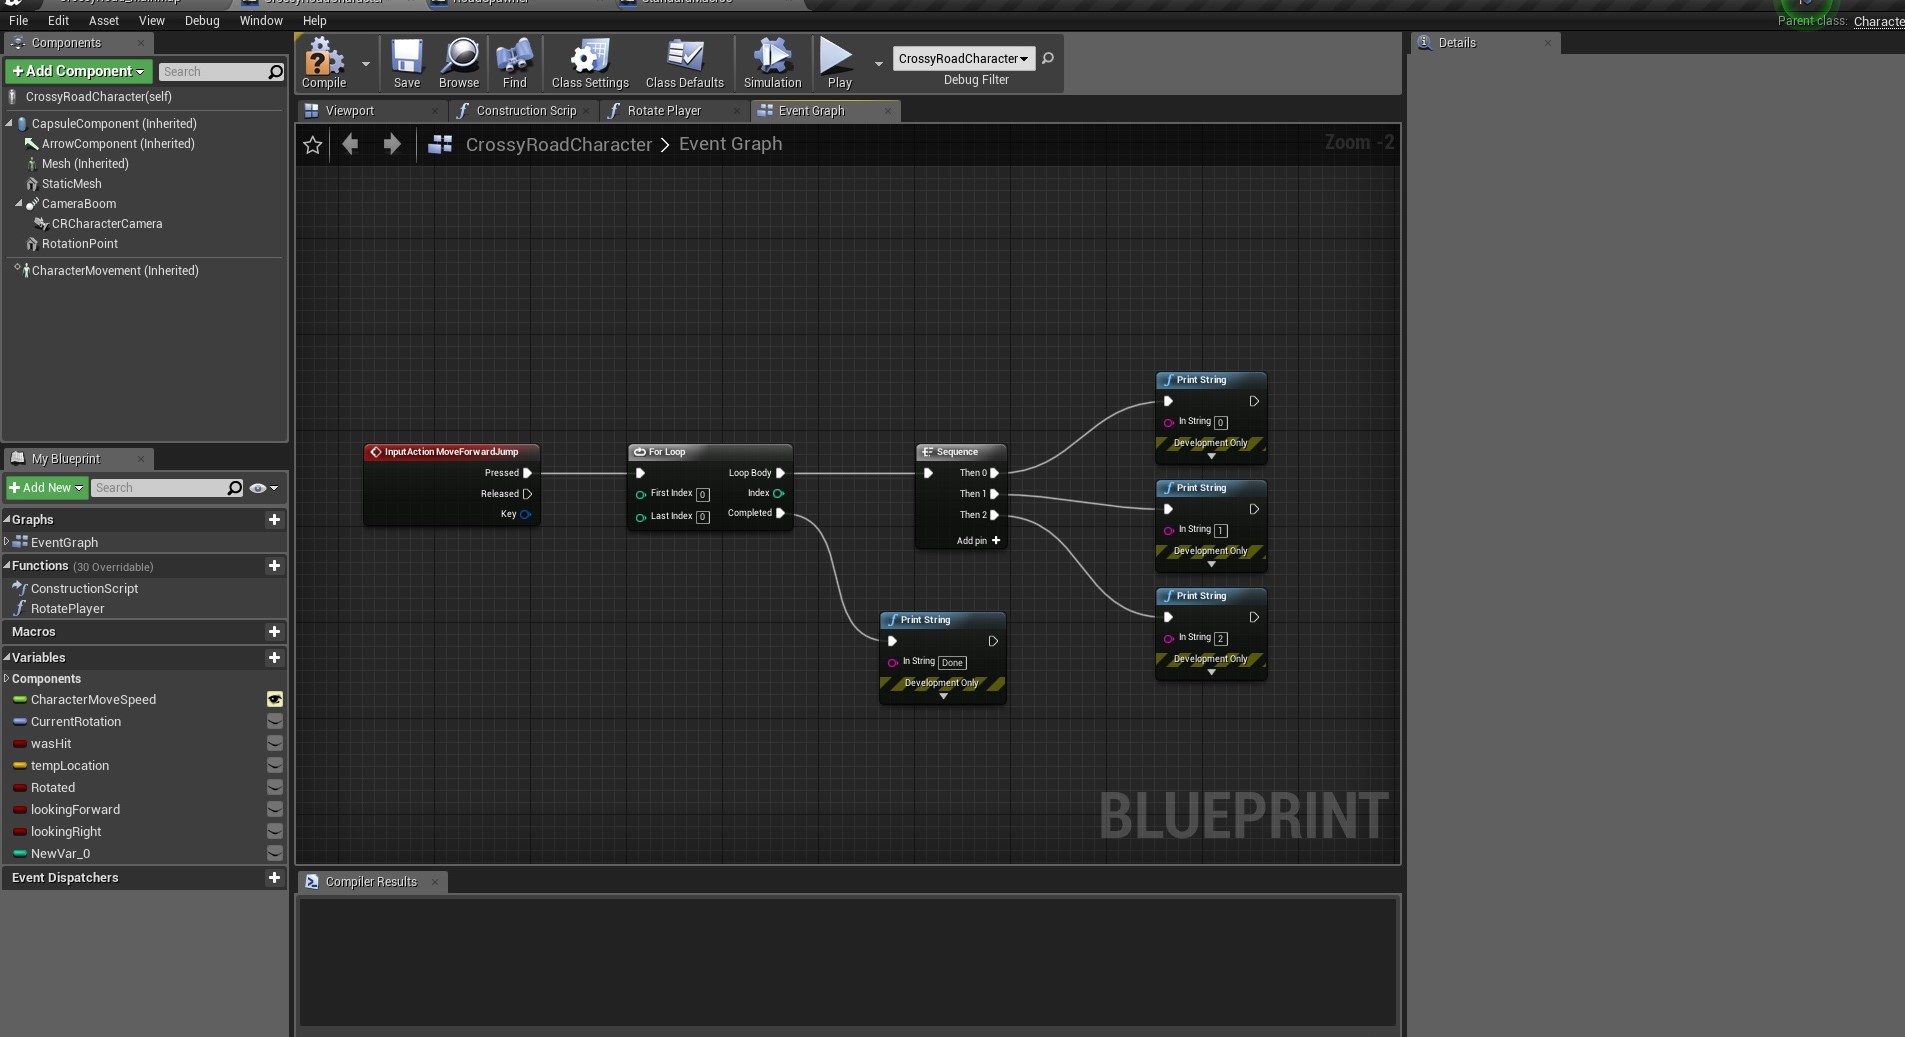 File Edit Asset View Debug Window Help
Parent class: Characte
Components
+Add Component
Search
CrossyRoadCharacter(self)
CapsuleComponent (Inherited)
ArrowComponent (Inherited)
Mesh (Inherited)
StaticMesh
CameraBoom
CRCharacterCamera
RotationPoint
CharacterMovement (Inherited)
My Blueprint
+Add New
Search
Graphs
EventGraph
Functions (30 Overridable)
ConstructionScript
RotatePlayer
Macros
Variables
Components
CharacterMoveSpeed
CurrentRotation
wasHit
tempLocation
Rotated
lookingForward
lookingRight
NewVar_0
Event Dispatchers
Compile
Save
Browse
Find
Class Settings
Class Defaults
Simulation
Play
CrossyRoadCharacter
Debug Filter
Viewport
Construction Scrip
Rotate Player
Event Graph
CrossyRoadCharacter > Event Graph
Zoom -2
InputAction MoveForwardJump
Pressed
Released
Key
For Loop
Loop Body
First Index 0
Index
Last Index 0
Completed
Sequence
Then 0
Then 1
Then 2
Add pin +
Print String
In String 0
Development Only
Print String
In String 1
Development Only
Print String
In String 2
Development Only
Print String
In String Done
Development Only
BLUEPRINT
Compiler Results
Details